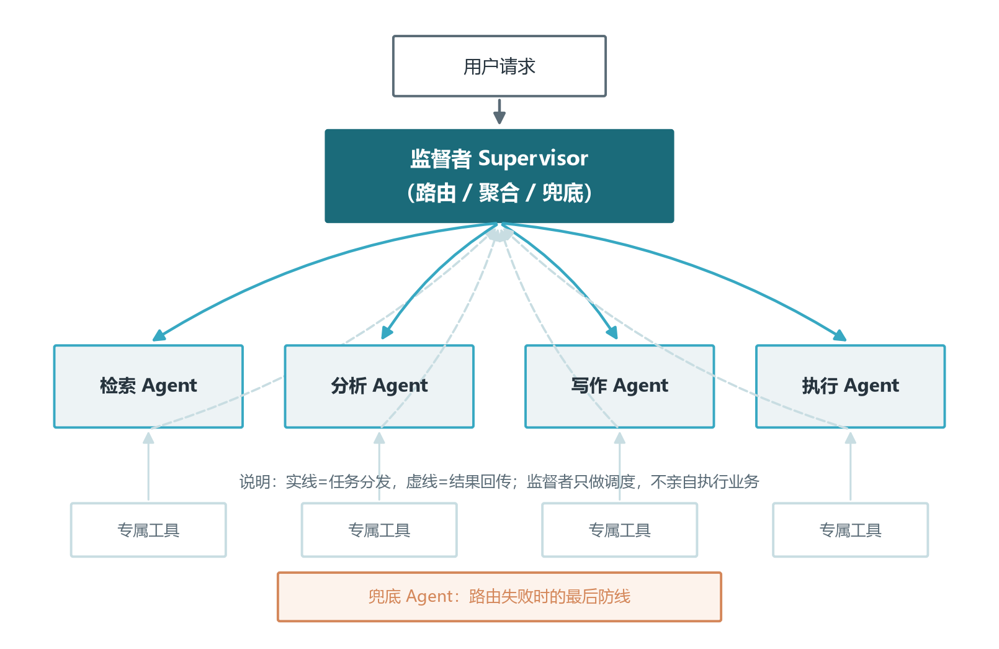 用户请求
监督者 Supervisor
（路由 / 聚合 / 兜底）
检索 Agent
分析 Agent
写作 Agent
执行 Agent
说明：实线=任务分发，虚线=结果回传；监督者只做调度，不亲自执行业务
专属工具
专属工具
专属工具
专属工具
兜底 Agent：路由失败时的最后防线